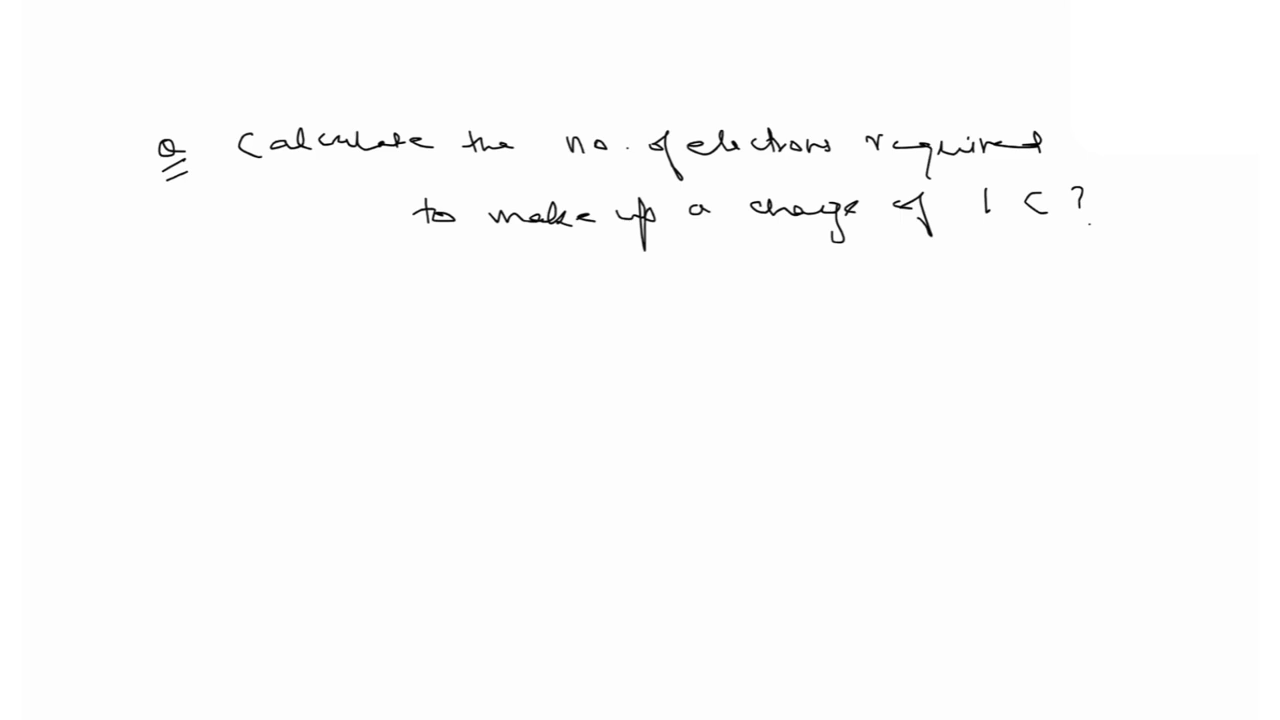 Q Calculate the no. of electrons required
to make up a charge of 1 C ?